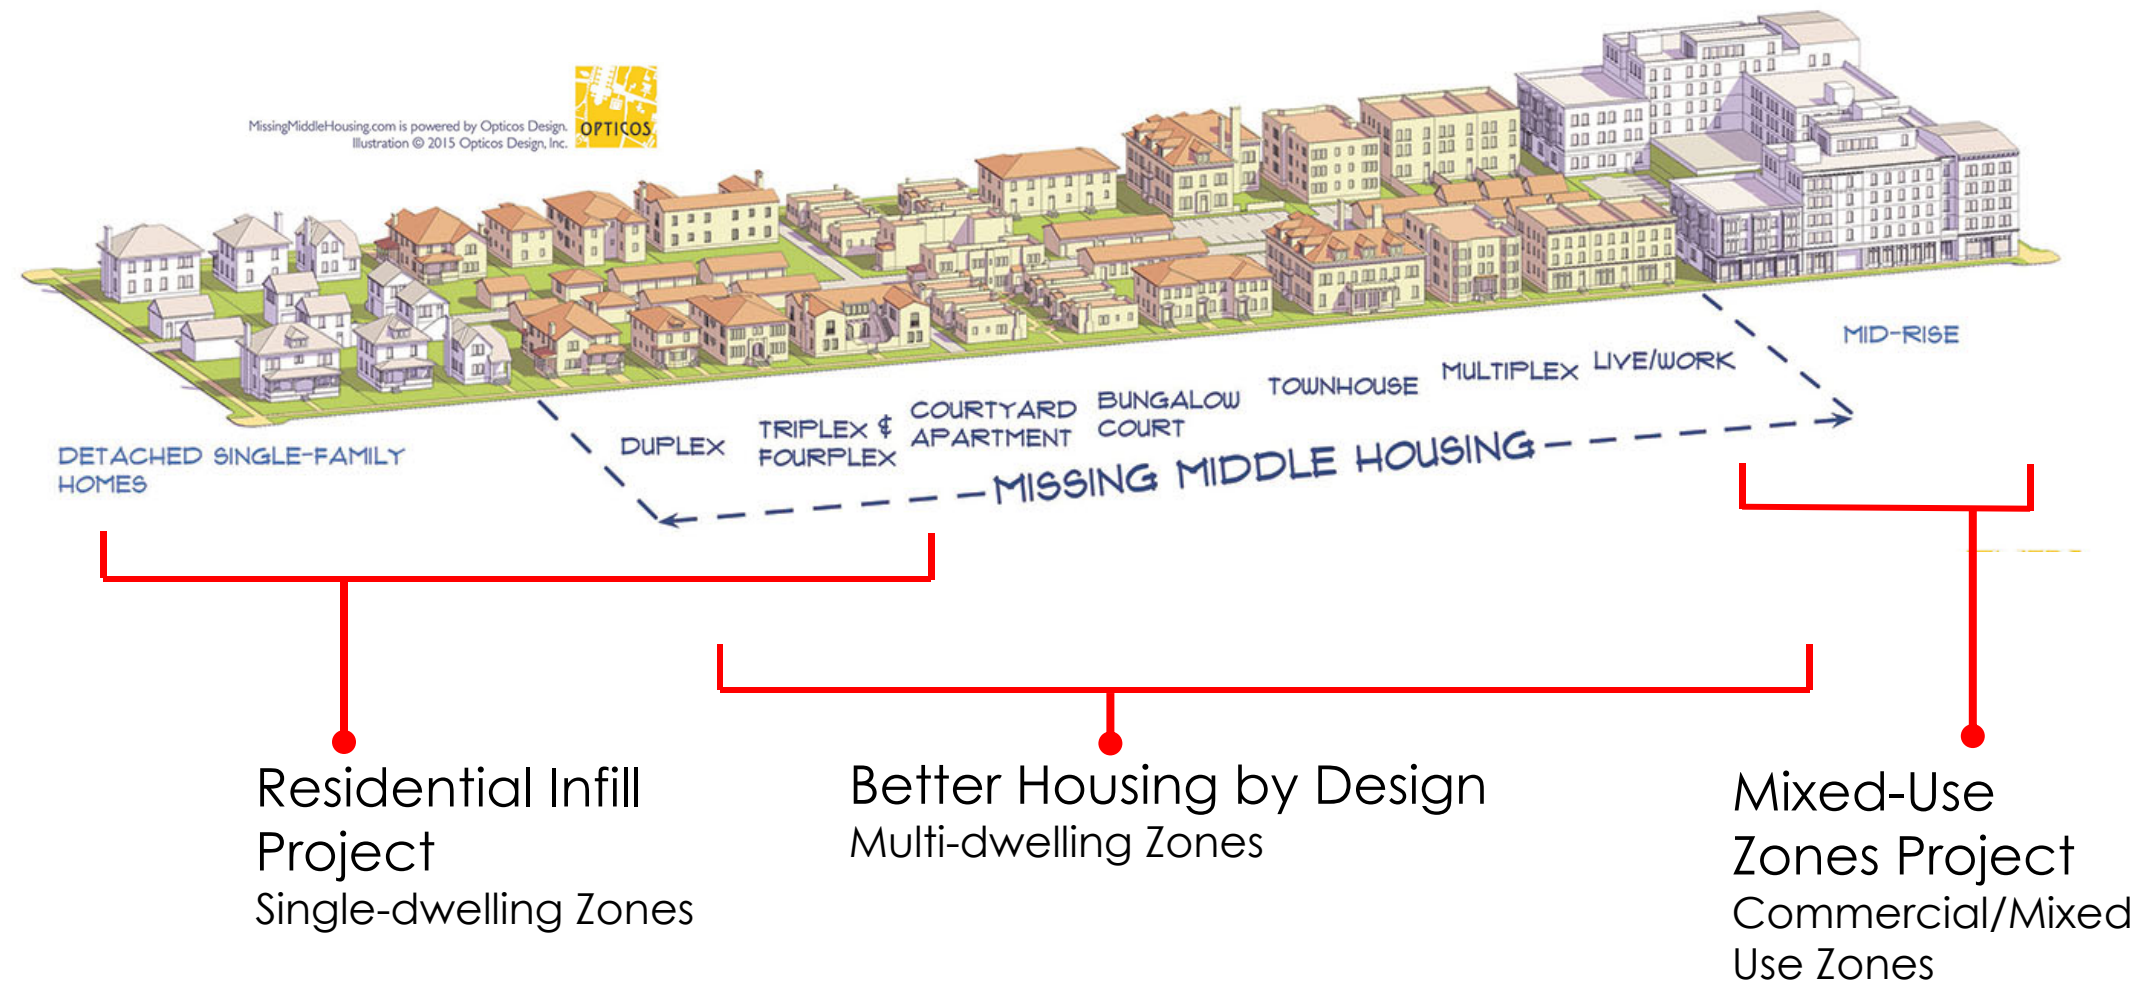 MissingMiddleHousing.com is powered by Opticos Design.
Illustration © 2015 Opticos Design, Inc.
OPTICOS
DETACHED SINGLE-FAMILY
HOMES
DUPLEX
TRIPLEX &
FOURPLEX
COURTYARD
APARTMENT
BUNGALOW
COURT
TOWNHOUSE
MULTIPLEX
LIVE/WORK
MID-RISE
MISSING MIDDLE HOUSING
Residential Infill
Project
Single-dwelling Zones
Better Housing by Design
Multi-dwelling Zones
Mixed-Use
Zones Project
Commercial/Mixed
Use Zones